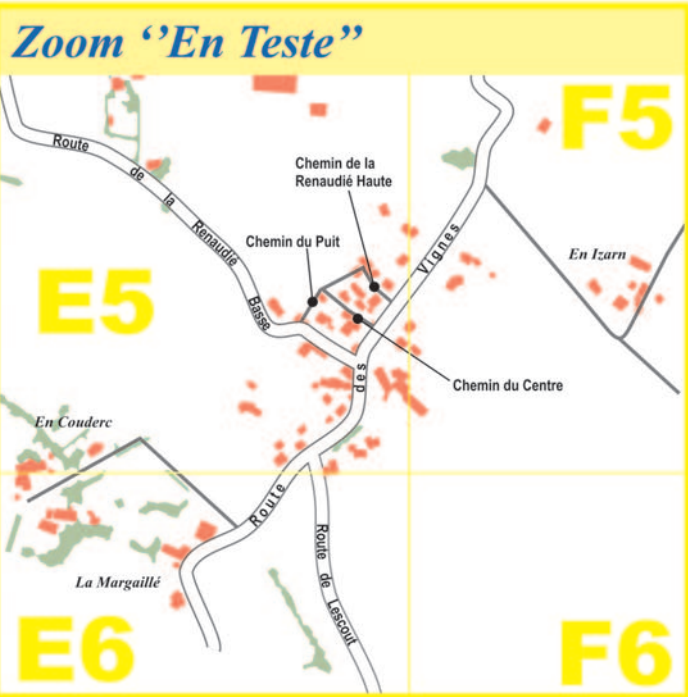 Zoom ‘’En Teste’’
F5
Route de la Renaudié Basse
Chemin de la
Renaudié Haute
Chemin du Puit
Route des Vignes
En Izarn
E5
Chemin du Centre
En Couderc
Route de Lescout
La Margaillé
E6
F6